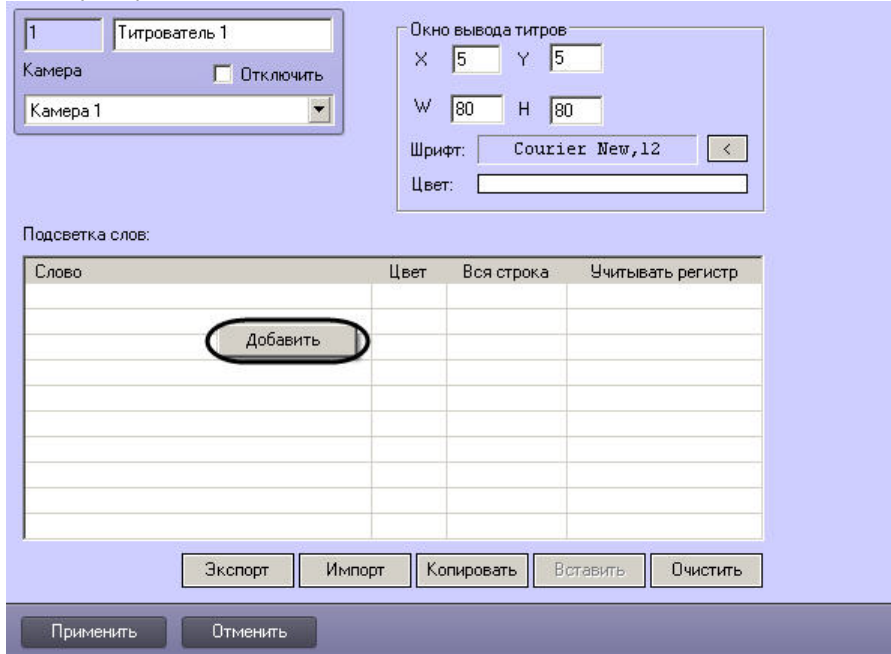 1 Титрователь 1
Камера Отключить
Камера 1
Окно вывода титров
X 5 Y 5
W 80 H 80
Шрифт: Courier New,12 <
Цвет:
Подсветка слов:
Слово Цвет Вся строка Учитывать регистр
Добавить
Экспорт Импорт Копировать Вставить Очистить
Применить Отменить